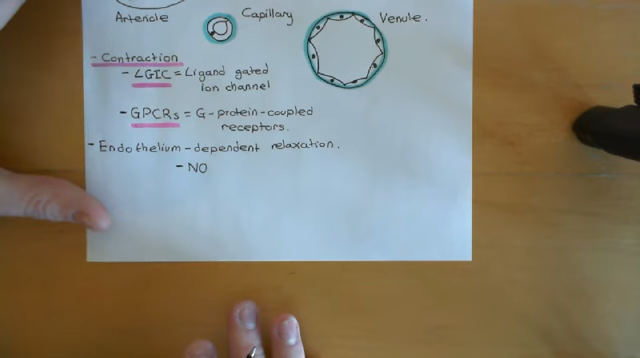 Arteriole
Capillary
Venule.
- Contraction
- LGIC = Ligand gated
ion channel
- GPCRs = G-protein-coupled
receptors.
- Endothelium-dependent relaxation.
- NO